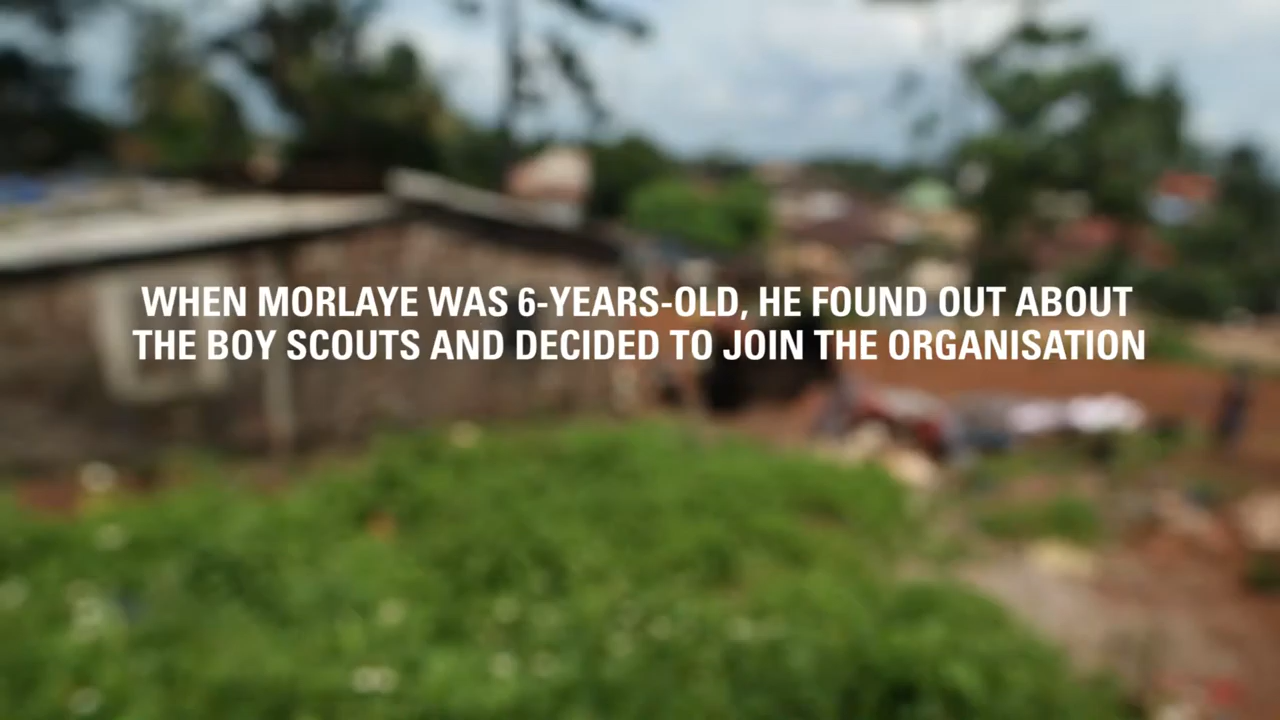 WHEN MORLAYE WAS 6-YEARS-OLD, HE FOUND OUT ABOUT
THE BOY SCOUTS AND DECIDED TO JOIN THE ORGANISATION